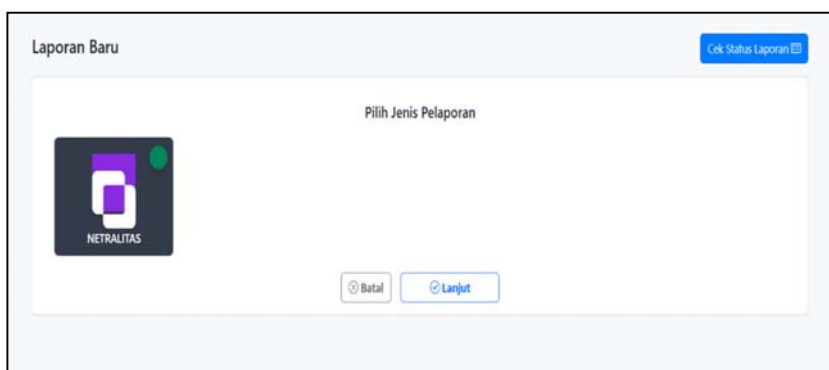 Laporan Baru
Cek Status Laporan
Pilih Jenis Pelaporan
NETRALITAS
Batal
Lanjut